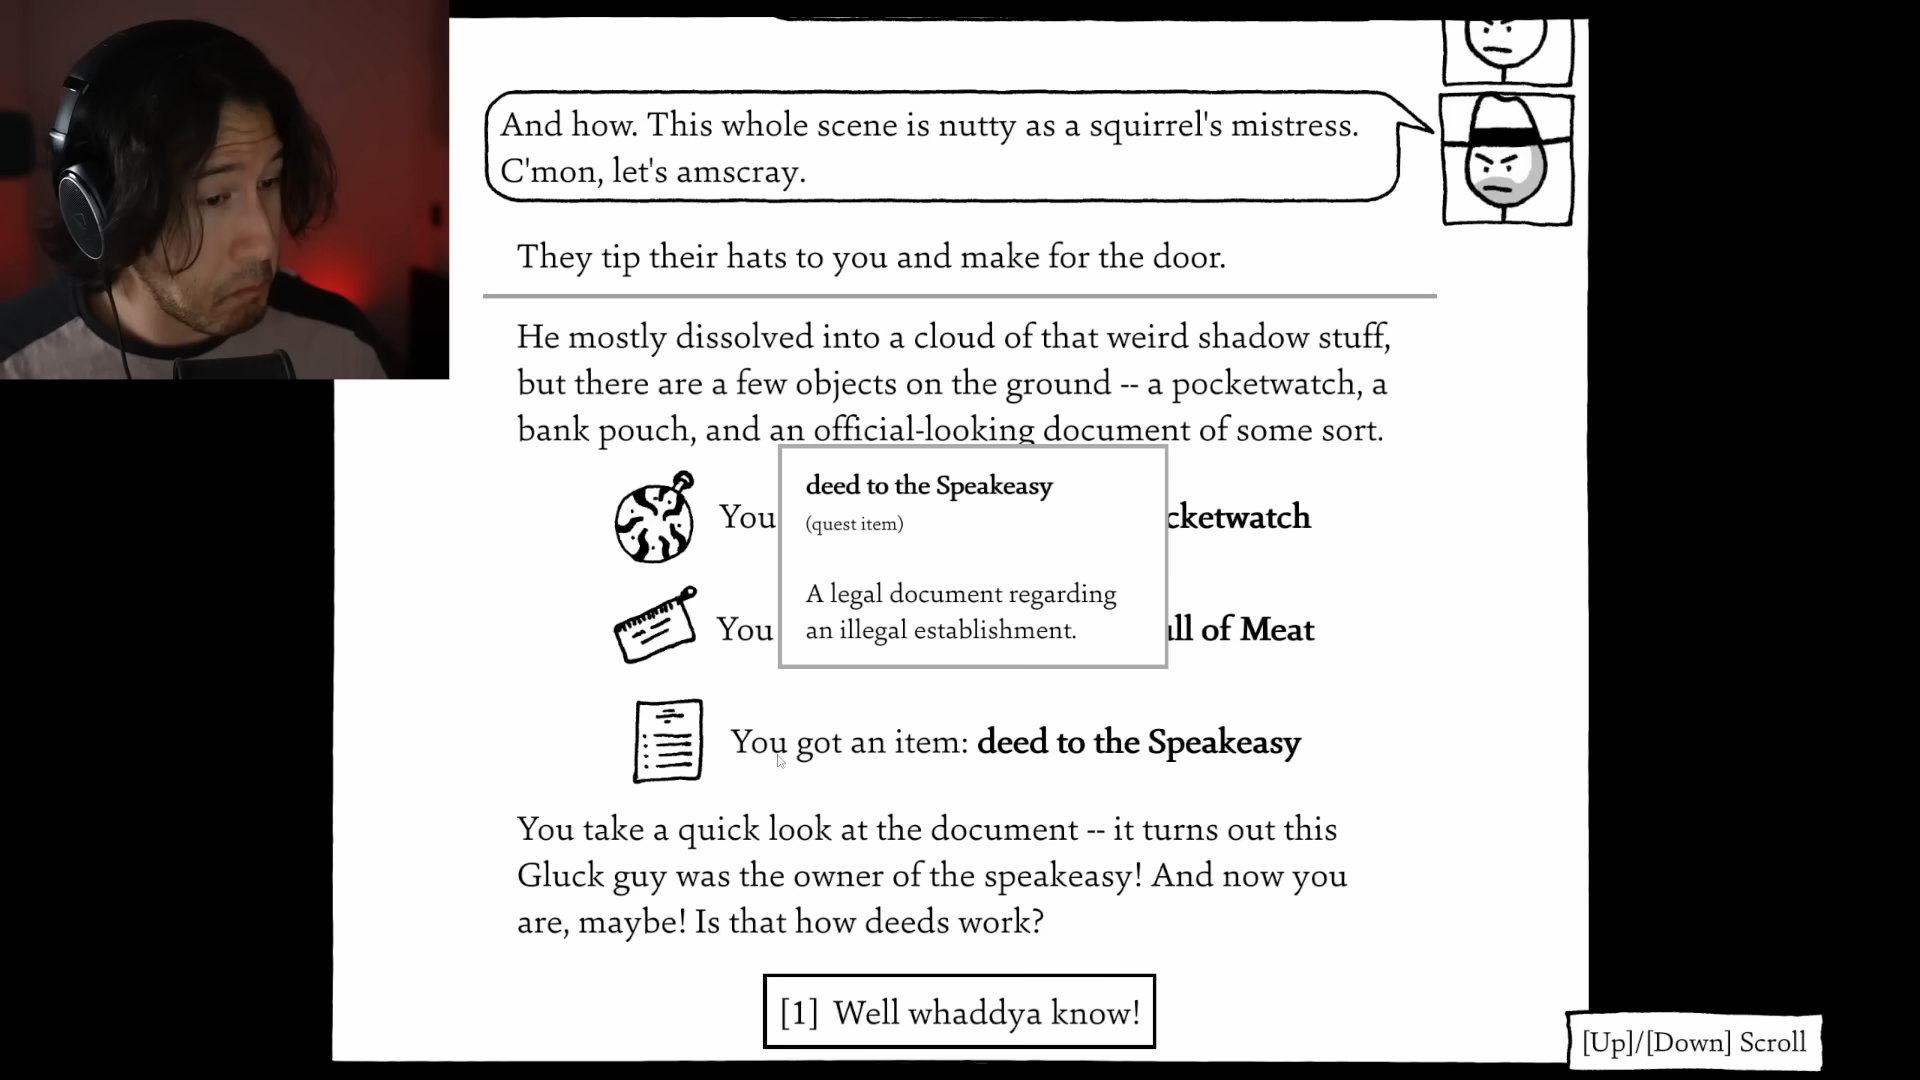 And how. This whole scene is nutty as a squirrel's mistress.
C'mon, let's amscray.
They tip their hats to you and make for the door.
He mostly dissolved into a cloud of that weird shadow stuff,
but there are a few objects on the ground -- a pocketwatch, a
bank pouch, and an official-looking document of some sort.
deed to the Speakeasy
(quest item)
You
cketwatch
A legal document regarding
an illegal establishment.
You
ll of Meat
You got an item: deed to the Speakeasy
You take a quick look at the document -- it turns out this
Gluck guy was the owner of the speakeasy! And now you
are, maybe! Is that how deeds work?
[1] Well whaddya know!
[Up]/[Down] Scroll